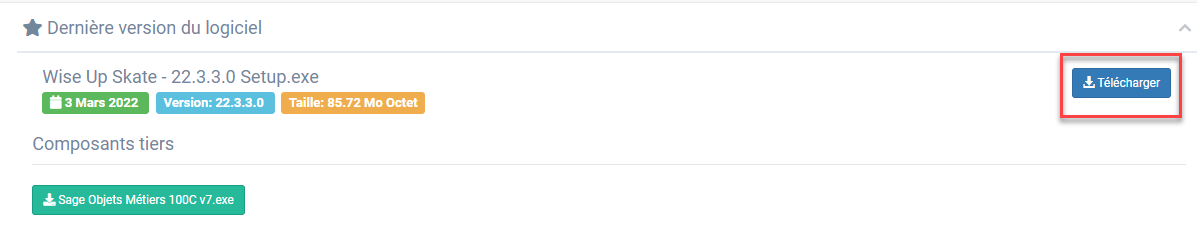 Dernière version du logiciel
Wise Up Skate - 22.3.3.0 Setup.exe
Télécharger
3 Mars 2022 Version: 22.3.3.0 Taille: 85.72 Mo Octet
Composants tiers
Sage Objets Métiers 100C v7.exe